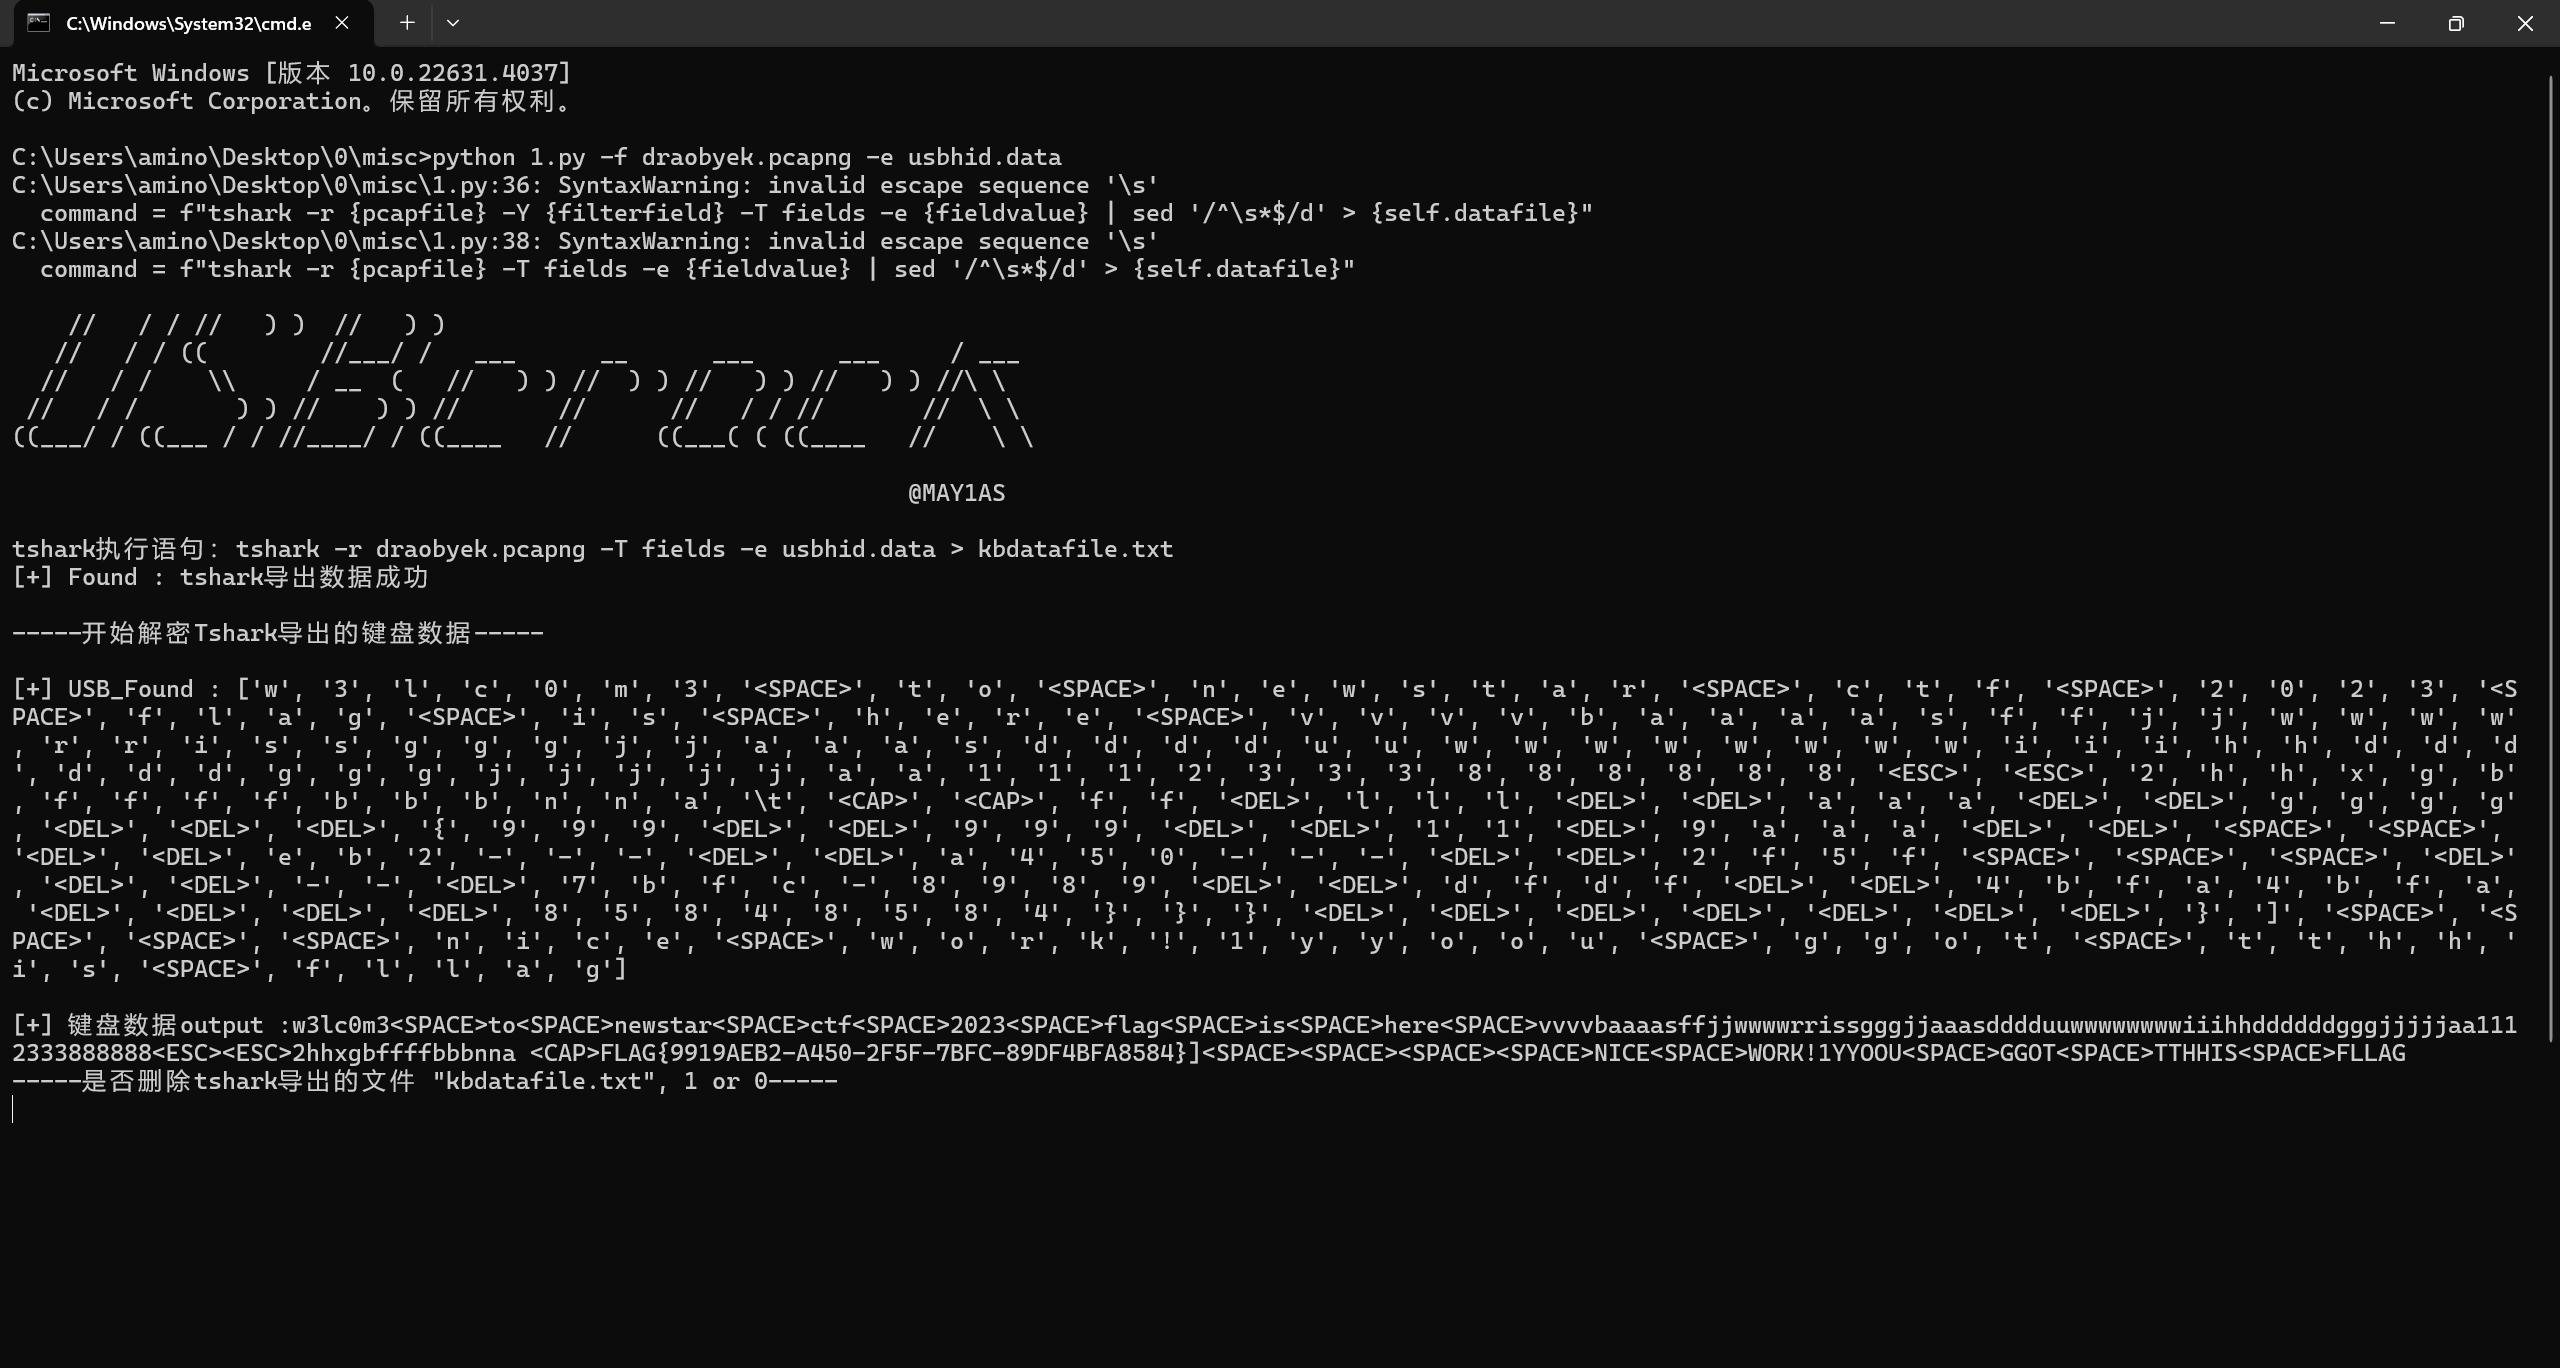 C:\Windows\System32\cmd.e
Microsoft Windows [版本 10.0.22631.4037]
(c) Microsoft Corporation。保留所有权利。
C:\Users\amino\Desktop\0\misc>python 1.py -f draobyek.pcapng -e usbhid.data
C:\Users\amino\Desktop\0\misc\1.py:36: SyntaxWarning: invalid escape sequence '\s'
  command = f"tshark -r {pcapfile} -Y {filterfield} -T fields -e {fieldvalue} | sed '/^\s*$/d' > {self.datafile}"
C:\Users\amino\Desktop\0\misc\1.py:38: SyntaxWarning: invalid escape sequence '\s'
  command = f"tshark -r {pcapfile} -T fields -e {fieldvalue} | sed '/^\s*$/d' > {self.datafile}"
@MAY1AS
tshark执行语句: tshark -r draobyek.pcapng -T fields -e usbhid.data > kbdatafile.txt
[+] Found : tshark导出数据成功
-----开始解密Tshark导出的键盘数据-----
[+] USB_Found : ['w', '3', 'l', 'c', '0', 'm', '3', '<SPACE>', 't', 'o', '<SPACE>', 'n', 'e', 'w', 's', 't', 'a', 'r', '<SPACE>', 'c', 't', 'f', '<SPACE>', '2', '0', '2', '3', '<S
PACE>', 'f', 'l', 'a', 'g', '<SPACE>', 'i', 's', '<SPACE>', 'h', 'e', 'r', 'e', '<SPACE>', 'v', 'v', 'v', 'v', 'b', 'a', 'a', 'a', 'a', 's', 'f', 'f', 'j', 'j', 'w', 'w', 'w', 'w'
, 'r', 'r', 'i', 's', 's', 'g', 'g', 'g', 'j', 'j', 'a', 'a', 'a', 's', 'd', 'd', 'd', 'd', 'u', 'u', 'w', 'w', 'w', 'w', 'w', 'w', 'w', 'w', 'i', 'i', 'i', 'h', 'h', 'd', 'd', 'd
', 'd', 'd', 'd', 'g', 'g', 'g', 'j', 'j', 'j', 'j', 'j', 'a', 'a', '1', '1', '1', '2', '3', '3', '3', '8', '8', '8', '8', '8', '8', '<ESC>', '<ESC>', '2', 'h', 'h', 'x', 'g', 'b'
, 'f', 'f', 'f', 'f', 'b', 'b', 'b', 'n', 'n', 'a', '\t', '<CAP>', '<CAP>', 'f', 'f', '<DEL>', 'l', 'l', 'l', '<DEL>', '<DEL>', 'a', 'a', 'a', '<DEL>', '<DEL>', 'g', 'g', 'g', 'g'
, '<DEL>', '<DEL>', '<DEL>', '{', '9', '9', '9', '<DEL>', '<DEL>', '9', '9', '9', '<DEL>', '<DEL>', '1', '1', '<DEL>', '9', 'a', 'a', 'a', '<DEL>', '<DEL>', '<SPACE>', '<SPACE>',
'<DEL>', '<DEL>', 'e', 'b', '2', '-', '-', '-', '<DEL>', '<DEL>', 'a', '4', '5', '0', '-', '-', '-', '<DEL>', '<DEL>', '2', 'f', '5', 'f', '<SPACE>', '<SPACE>', '<SPACE>', '<DEL>'
, '<DEL>', '<DEL>', '-', '-', '<DEL>', '7', 'b', 'f', 'c', '-', '8', '9', '8', '9', '<DEL>', '<DEL>', 'd', 'f', 'd', 'f', '<DEL>', '<DEL>', '4', 'b', 'f', 'a', '4', 'b', 'f', 'a',
 '<DEL>', '<DEL>', '<DEL>', '<DEL>', '8', '5', '8', '4', '8', '5', '8', '4', '}', '}', '}', '<DEL>', '<DEL>', '<DEL>', '<DEL>', '<DEL>', '<DEL>', '<DEL>', '}', ']', '<SPACE>', '<S
PACE>', '<SPACE>', '<SPACE>', 'n', 'i', 'c', 'e', '<SPACE>', 'w', 'o', 'r', 'k', '!', '1', 'y', 'y', 'o', 'o', 'u', '<SPACE>', 'g', 'g', 'o', 't', '<SPACE>', 't', 't', 'h', 'h', '
i', 's', '<SPACE>', 'f', 'l', 'l', 'a', 'g']
[+] 键盘数据output :w3lc0m3<SPACE>to<SPACE>newstar<SPACE>ctf<SPACE>2023<SPACE>flag<SPACE>is<SPACE>here<SPACE>vvvvbaaaasffjjwwwwrrissgggjjaaasdddduuwwwwwwwwiiihhddddddgggjjjjjaa111
2333888888<ESC><ESC>2hhxgbffffbbbnna <CAP>FLAG{9919AEB2-A450-2F5F-7BFC-89DF4BFA8584}]<SPACE><SPACE><SPACE><SPACE>NICE<SPACE>WORK!1YYOOU<SPACE>GGOT<SPACE>TTHHIS<SPACE>FLLAG
-----是否删除tshark导出的文件 "kbdatafile.txt", 1 or 0-----